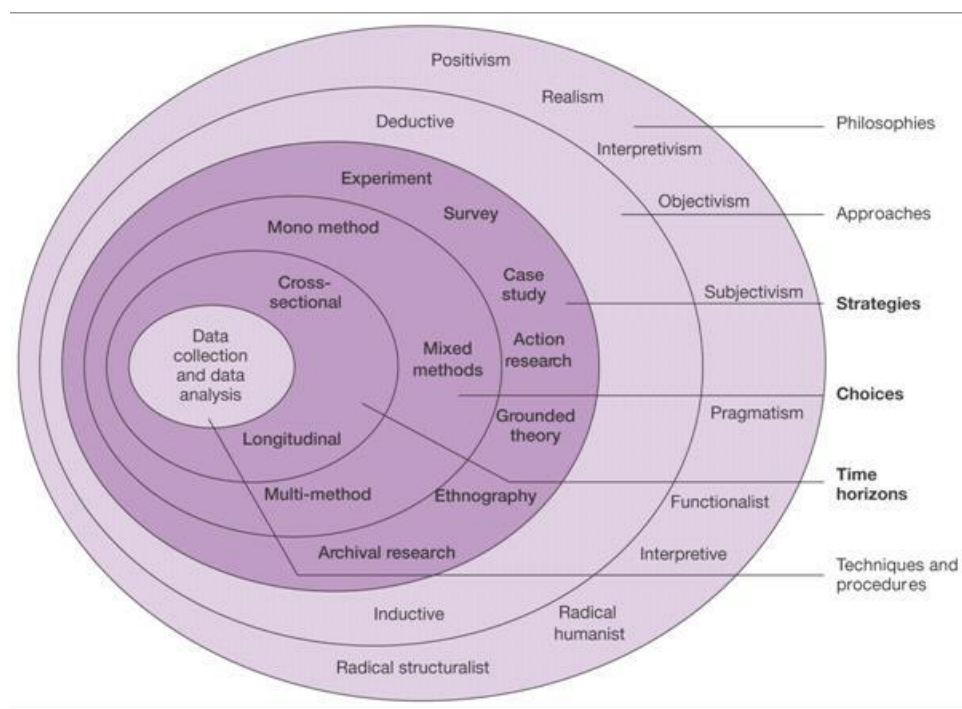 Positivism
Realism
Philosophies
Deductive
Interpretivism
Experiment
Objectivism
Approaches
Survey
Mono method
Cross-
sectional
Case
study
Subjectivism
Strategies
Data
collection
and data
analysis
Mixed
methods
Action
research
Choices
Grounded
theory
Pragmatism
Longitudinal
Time
horizons
Multi-method
Ethnography
Functionalist
Archival research
Interpretive
Techniques and
procedures
Inductive
Radical
humanist
Radical structuralist